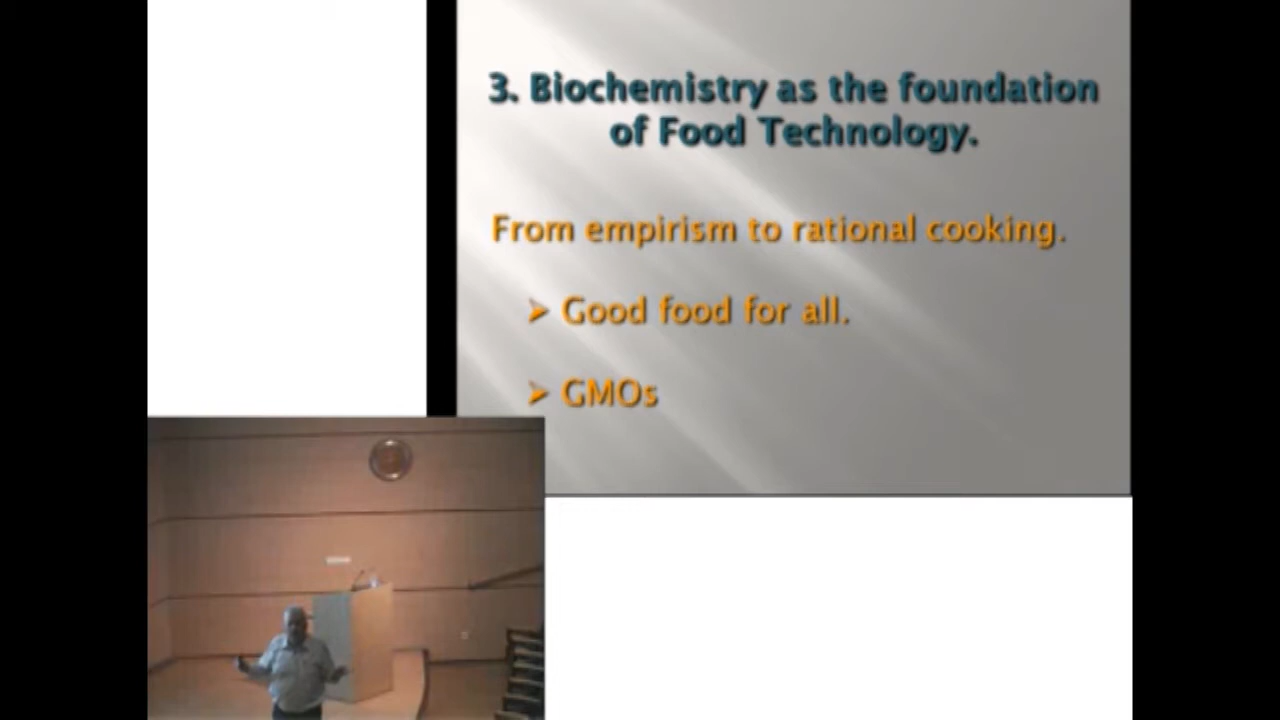 3. Biochemistry as the foundation
of Food Technology.
From empirism to rational cooking.
➤ Good food for all.
➤ GMOs